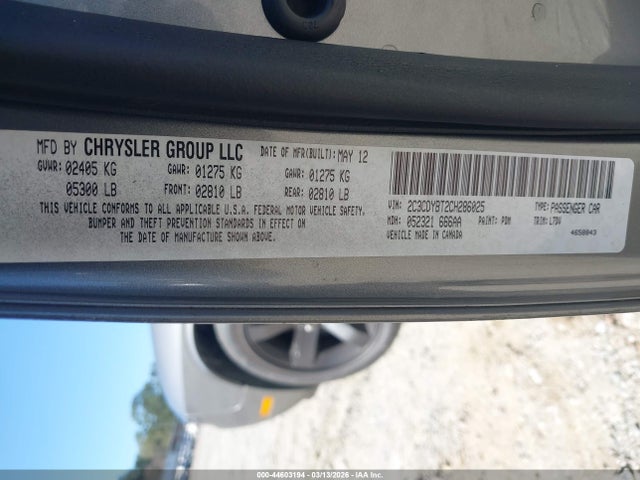 MFD BY CHRYSLER GROUP LLC DATE OF MFR(BUILT): MAY 12
GVWR: 02405 KG GAWR: 01275 KG GAWR: 01275 KG
05300 LB FRONT: 02810 LB REAR: 02810 LB
THIS VEHICLE CONFORMS TO ALL APPLICABLE U.S.A. FEDERAL MOTOR VEHICLE SAFETY,
BUMPER AND THEFT PREVENTION STANDARDS IN EFFECT ON
THE DATE OF MANUFACTURE SHOWN ABOVE.
VIN: 2C3CDYBT2CH286025 TYPE: PASSENGER CAR
MDH: 052321 666AA PAINT: PDM TRIM: L7DV
VEHICLE MADE IN CANADA 4658043
000-44603194 | 03/13/2026 | IAA Inc.